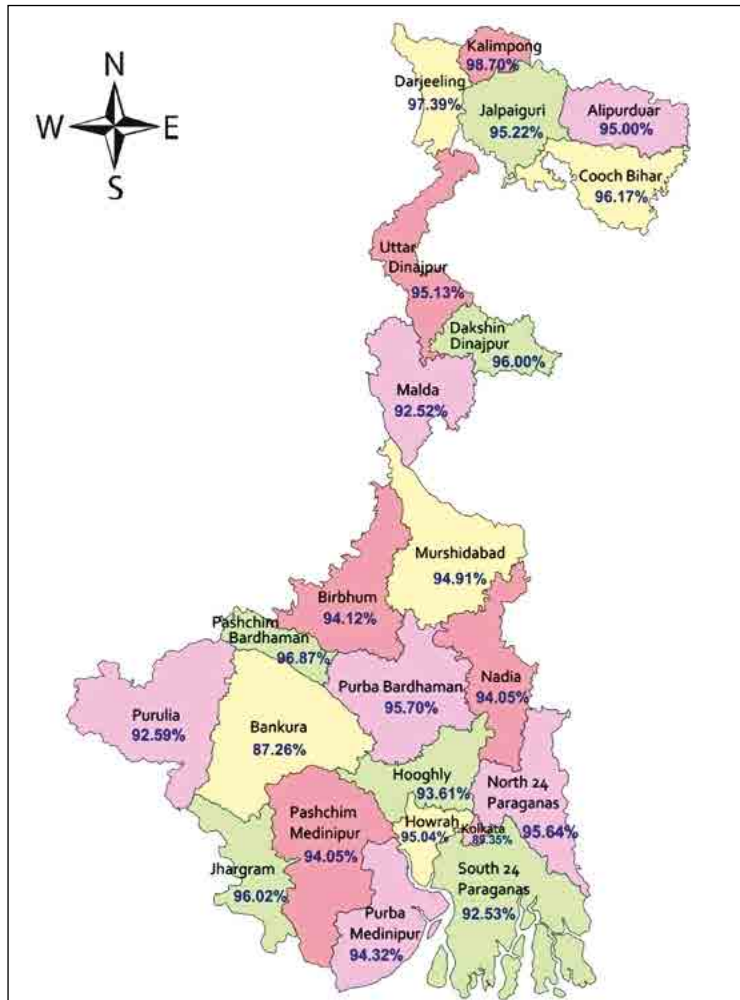 N
W E
S
Kalimpong
98.70%
Darjeeling
97.39%
Jalpaiguri
95.22%
Alipurduar
95.00%
Cooch Bihar
96.17%
Uttar
Dinajpur
95.13%
Dakshin
Dinajpur
96.00%
Malda
92.52%
Murshidabad
94.91%
Birbhum
94.12%
Pashchim
Bardhaman
96.87%
Purba Bardhaman
95.70%
Nadia
94.05%
Purulia
92.59%
Bankura
87.26%
Hooghly
93.61%
North 24
Paraganas
95.64%
Pashchim
Medinipur
94.05%
Howrah
95.04%
Kolkata
89.35%
Jhargram
96.02%
South 24
Paraganas
92.53%
Purba
Medinipur
94.32%